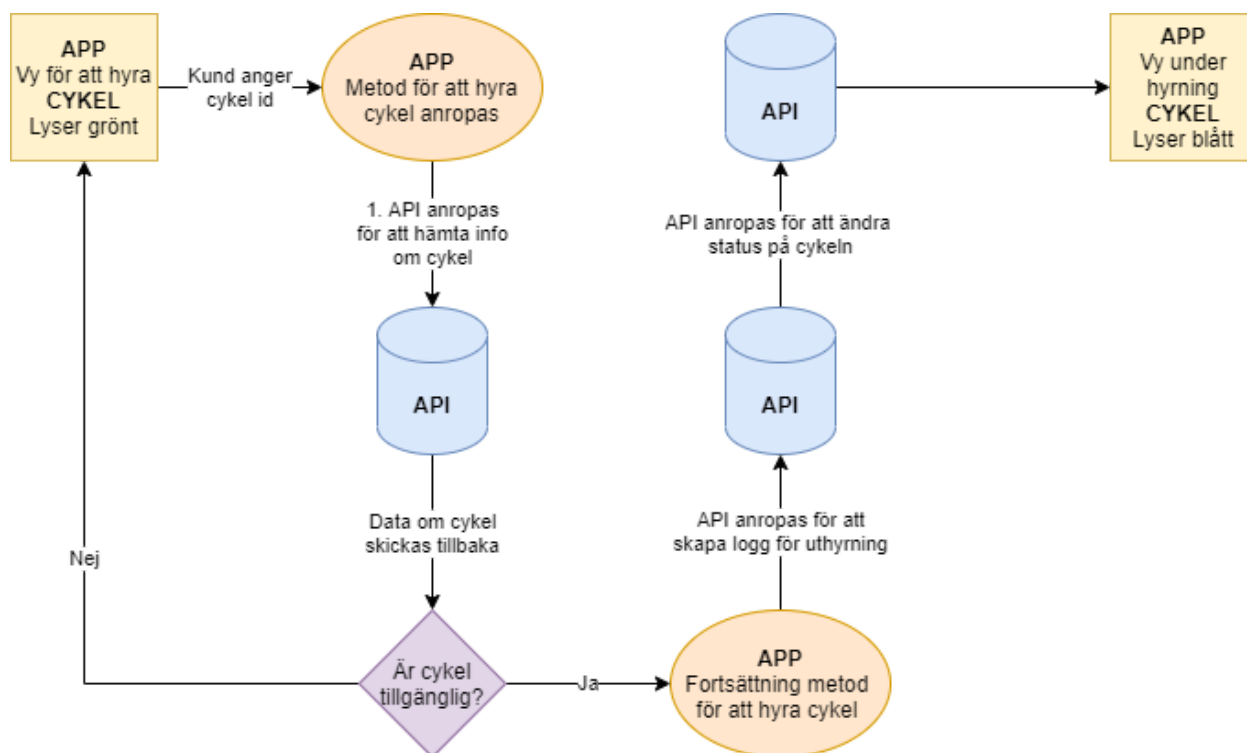 APP
Vy för att hyra
CYKEL
Lyser grönt
Kund anger
cykel id
APP
Metod för att hyra
cykel anropas
1. API anropas
för att hämta info
om cykel
API
Data om cykel
skickas tillbaka
Är cykel
tillgänglig?
Nej
Ja
APP
Fortsättning metod
för att hyra cykel
API anropas för att
skapa logg för uthyrning
API
API anropas för att ändra
status på cykeln
API
APP
Vy under
hyrning
CYKEL
Lyser blått